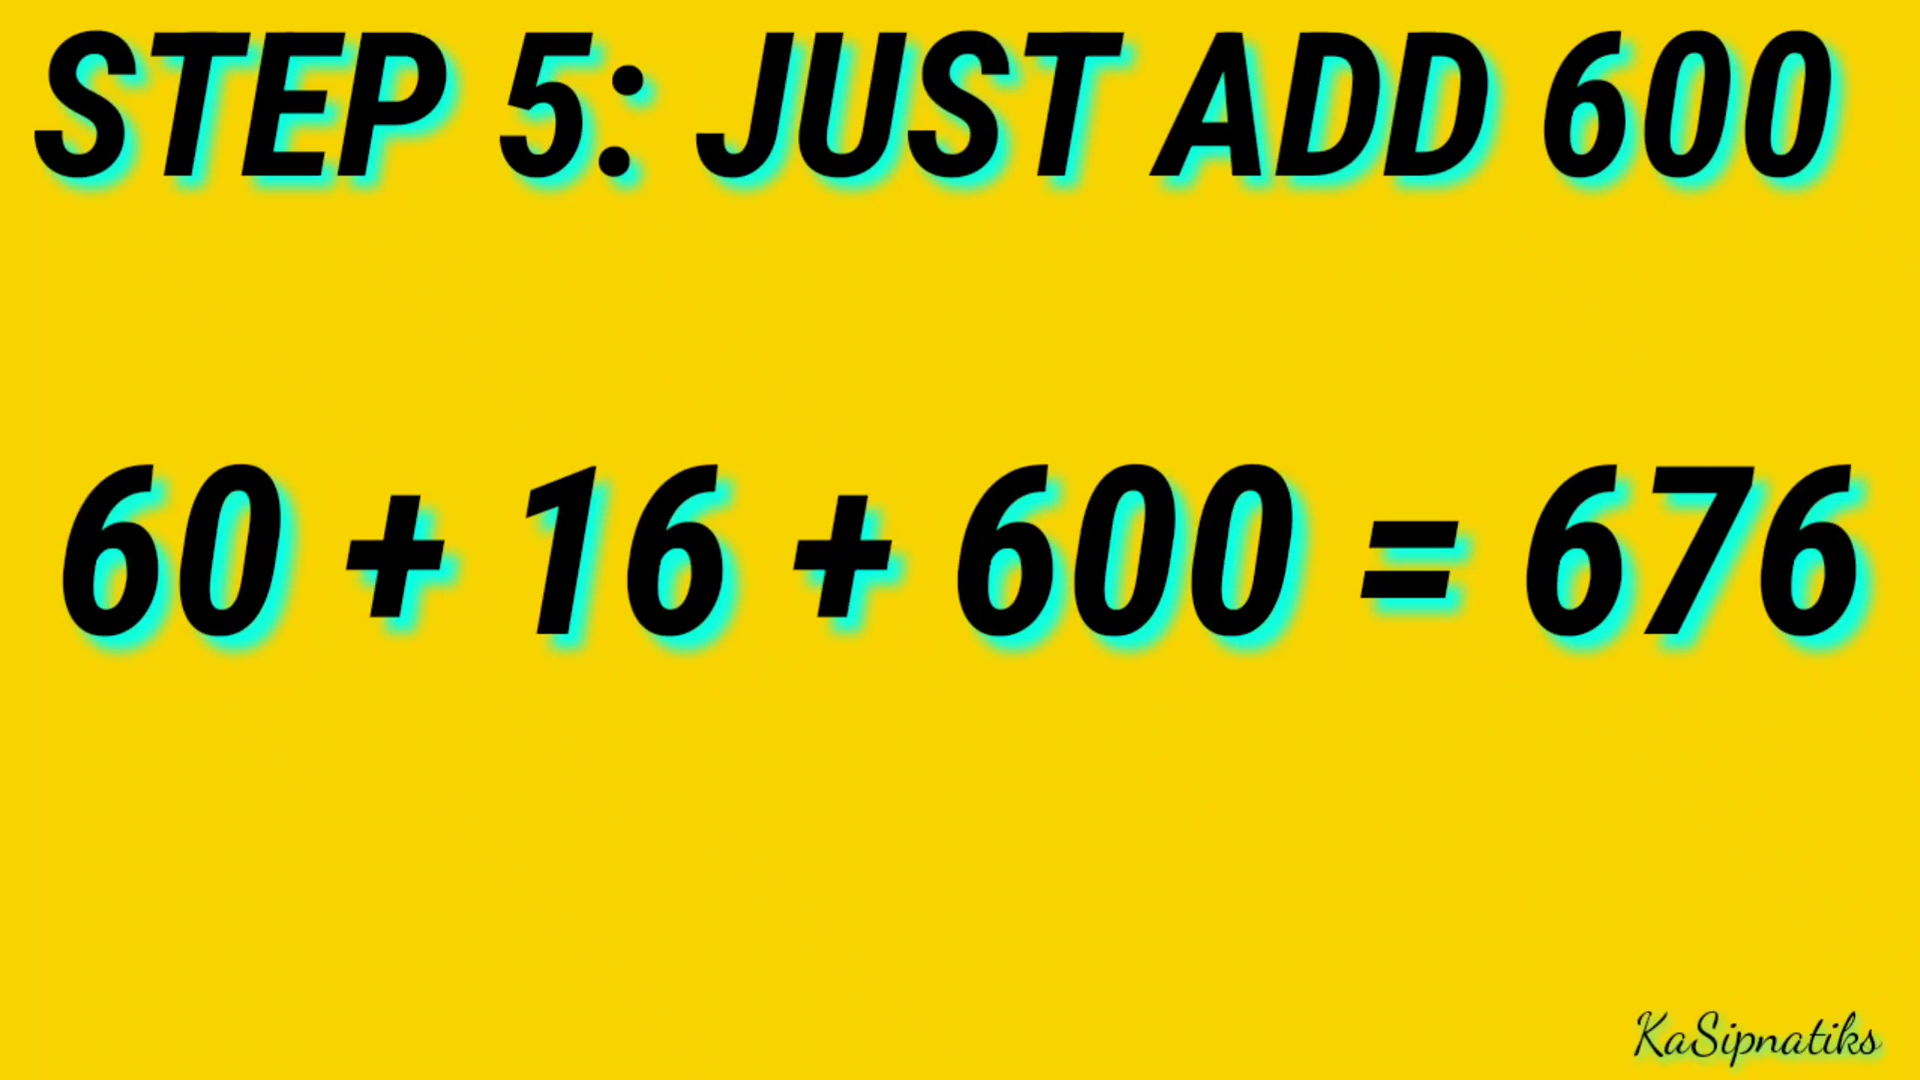 STEP 5: JUST ADD 600
60 + 16 + 600 = 676
KaSipnatiks